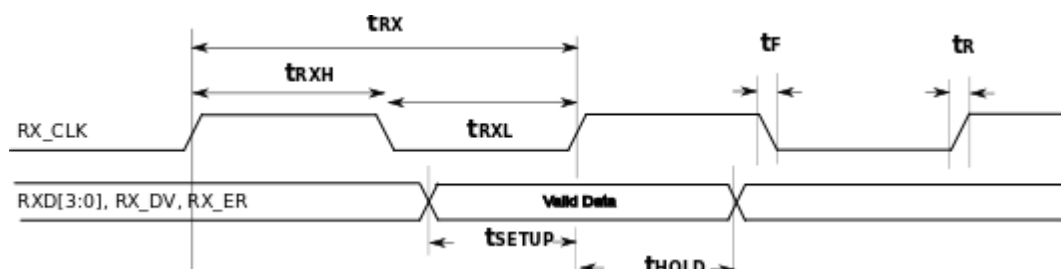 tRX
tF
tR
tRXH
tRXL
RX_CLK
RXD[3:0], RX_DV, RX_ER
Valid Data
tSETUP
tHOLD